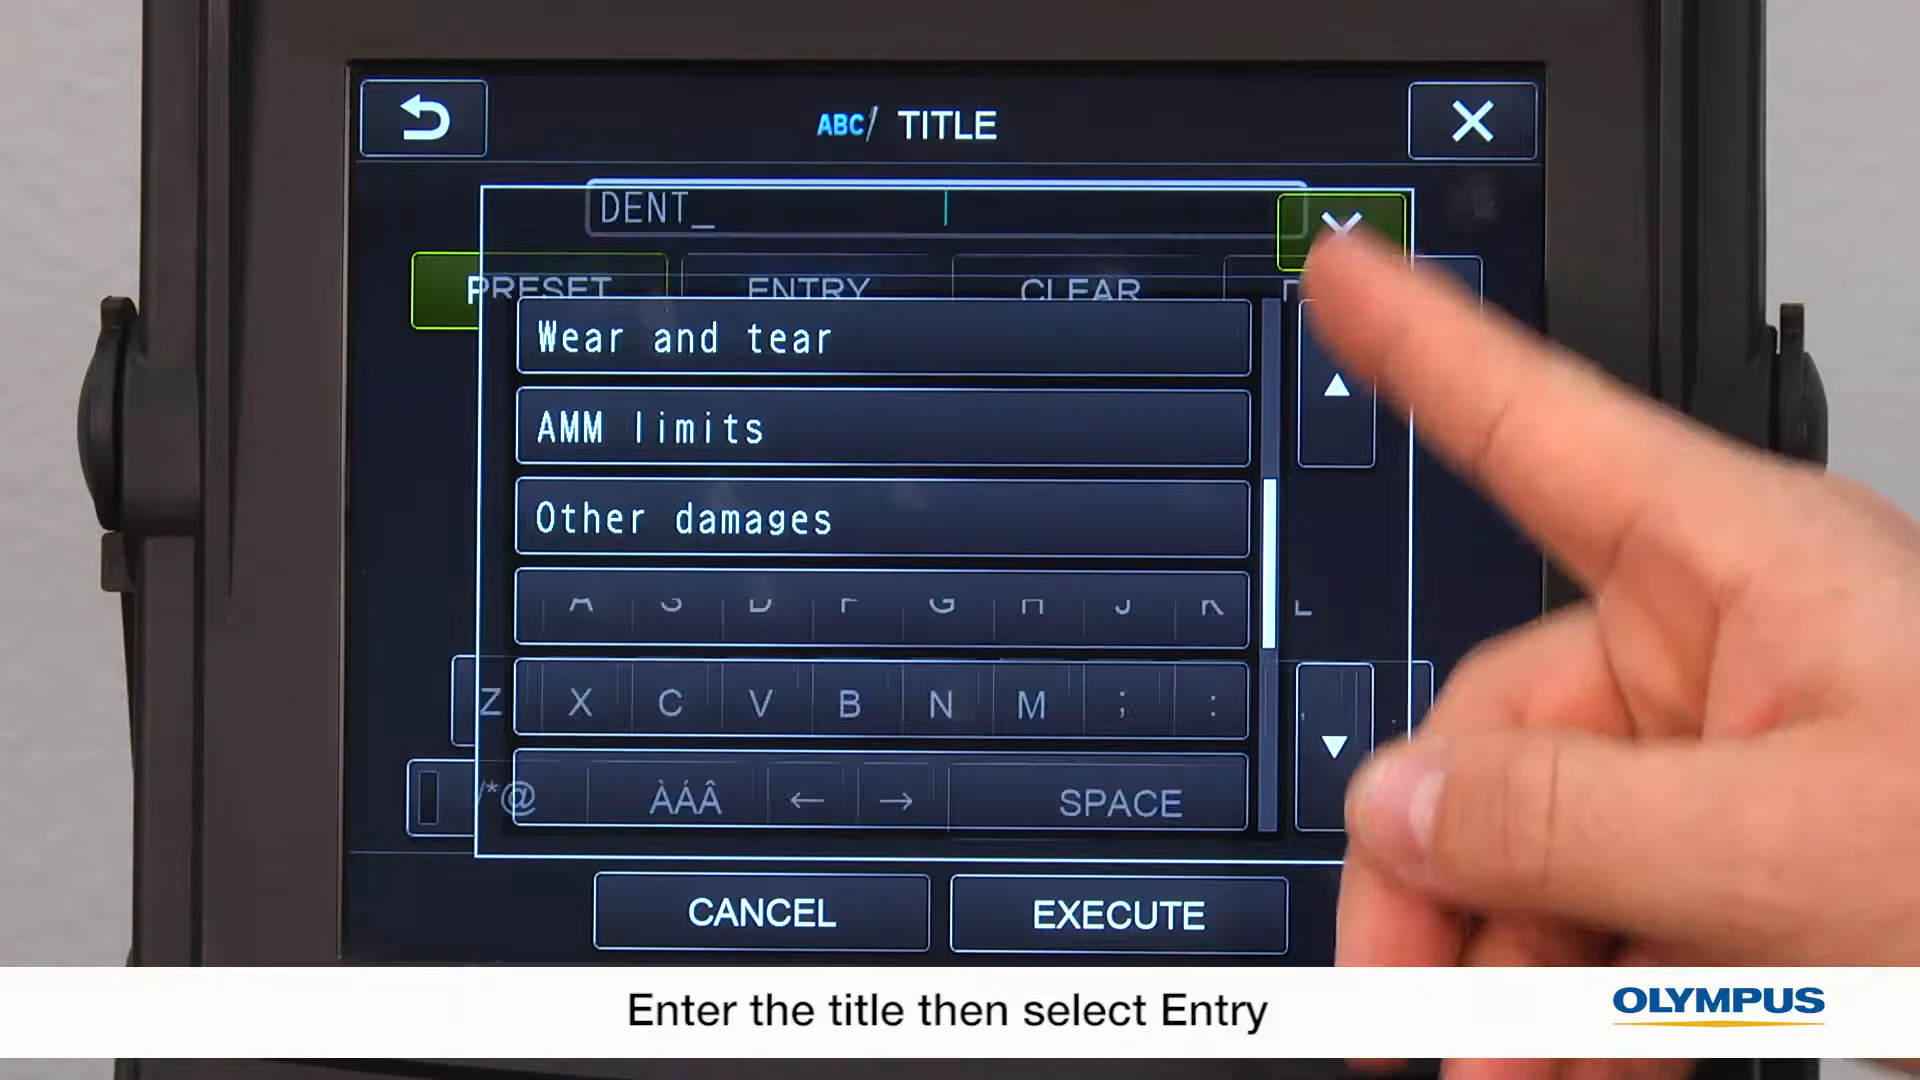 ABC/ TITLE
DENT_
PRESET ENTRY CLEAR
Wear and tear
AMM limits
Other damages
A S D F G H J K L
Z X C V B N M ; :
/*@ ÀÁÂ ← → SPACE
CANCEL EXECUTE
Enter the title then select Entry
OLYMPUS